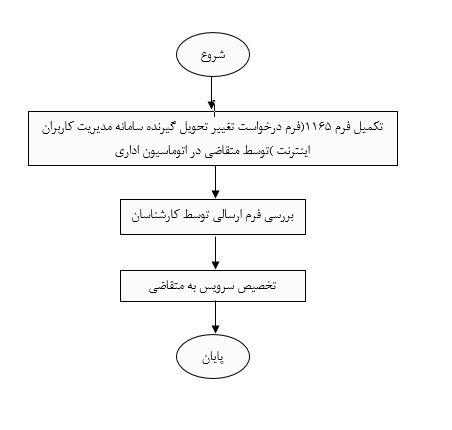 شروع
تکمیل فرم ۱۱۶۵(فرم درخواست تغییر تحویل گیرنده سامانه مدیریت کاربران
اینترنت )توسط متقاضی در اتوماسیون اداری
بررسی فرم ارسالی توسط کارشناسان
تخصیص سرویس به متقاضی
پایان